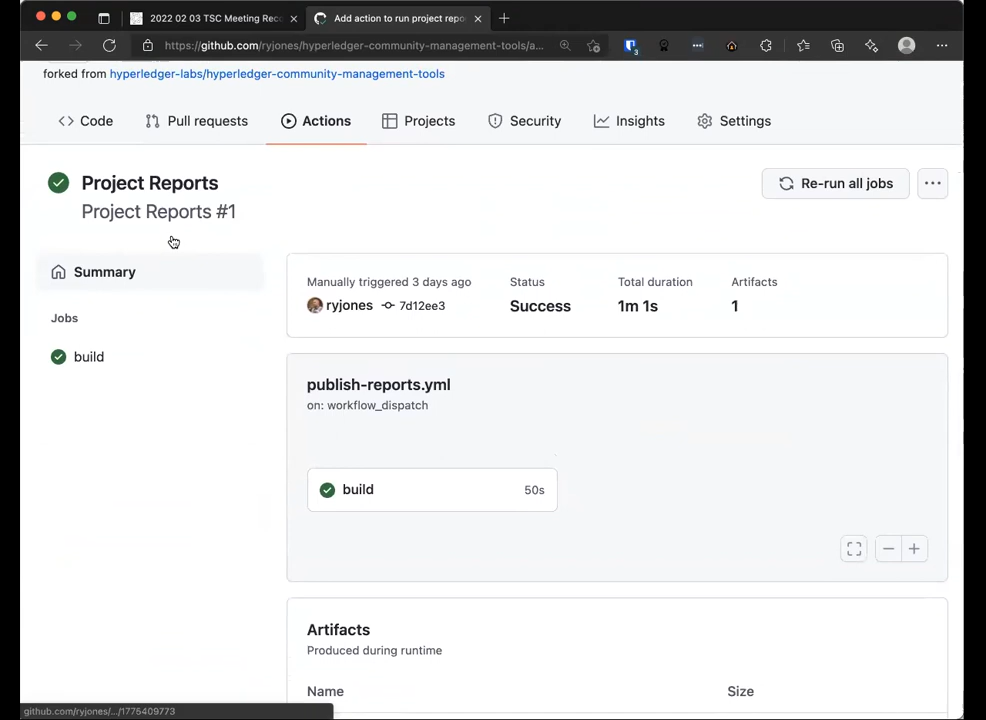 2022 02 03 TSC Meeting Reco
Add action to run project repo
https://github.com/ryjones/hyperledger-community-management-tools/a...
3
forked from hyperledger-labs/hyperledger-community-management-tools
Code
Pull requests
Actions
Projects
Security
Insights
Settings
Project Reports
Re-run all jobs
Project Reports #1
Summary
Jobs
build
Manually triggered 3 days ago
Status
Total duration
Artifacts
ryjones 7d12ee3
Success
1m 1s
1
publish-reports.yml
on: workflow_dispatch
build 50s
Artifacts
Produced during runtime
Name
Size
github.com/ryjones/.../1775409773